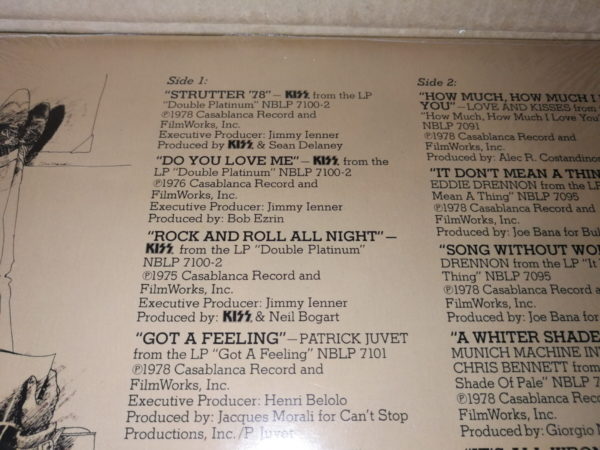 Side 1:
"STRUTTER '78"—KISS, from the LP
"Double Platinum" NBLP 7100-2
℗1978 Casablanca Record and
FilmWorks, Inc.
Executive Producer: Jimmy Ienner
Produced by KISS & Sean Delaney
"DO YOU LOVE ME"—KISS, from the
LP "Double Platinum" NBLP 7100-2
℗1976 Casablanca Record and
FilmWorks, Inc.
Executive Producer: Jimmy Ienner
Produced by: Bob Ezrin
"ROCK AND ROLL ALL NIGHT"—
KISS, from the LP "Double Platinum"
NBLP 7100-2
℗1975 Casablanca Record and
FilmWorks, Inc.
Executive Producer: Jimmy Ienner
Produced by: KISS & Neil Bogart
"GOT A FEELING"—PATRICK JUVET
from the LP "Got A Feeling" NBLP 7101
℗1978 Casablanca Record and
FilmWorks, Inc.
Executive Producer: Henri Belolo
Produced by: Jacques Morali for Can't Stop
Productions, Inc./P. Juvet
Side 2:
"HOW MUCH, HOW MUCH I
YOU"—LOVE AND KISSES from
"How Much, How Much I Love You"
NBLP 7091
℗1978 Casablanca Record and
FilmWorks, Inc.
Produced by: Alec R. Costandinos
"IT DON'T MEAN A THIN
EDDIE DRENNON from the LP
Mean A Thing" NBLP 7095
℗1978 Casablanca Record and
FilmWorks, Inc.
Produced by: Joe Bana for Bul
"SONG WITHOUT WO
DRENNON from the LP "It
Thing" NBLP 7095
℗1978 Casablanca Record a
FilmWorks, Inc.
Produced by: Joe Bana for
"A WHITER SHADE
MUNICH MACHINE IN
CHRIS BENNETT from
Shade Of Pale" NBLP 7
℗1978 Casablanca Rec
FilmWorks, Inc.
Produced by: Giorgio
"IT'S ALL WRON